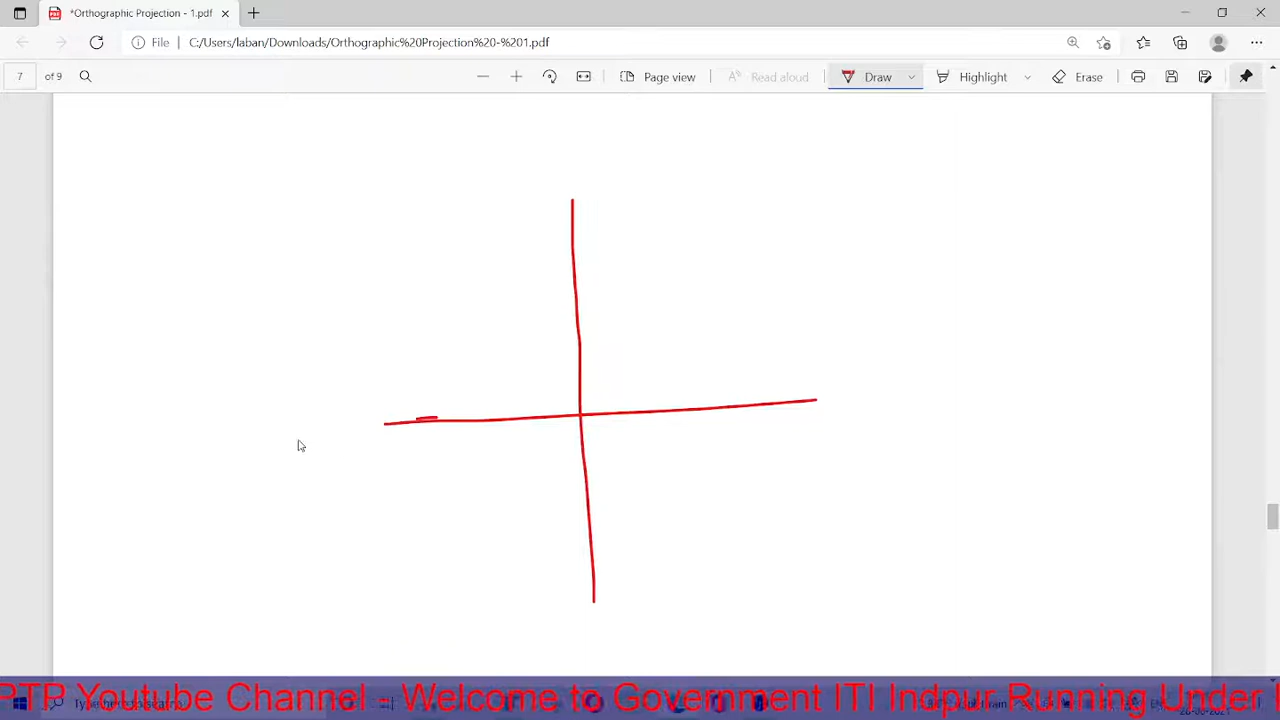 *Orthographic Projection - 1.pdf
File C:/Users/laban/Downloads/Orthographic%20Projection%20-%201.pdf
7 of 9 Page view Read aloud Draw Highlight Erase
RTP Youtube Channel. Welcome to Government ITI Indpur Running Under